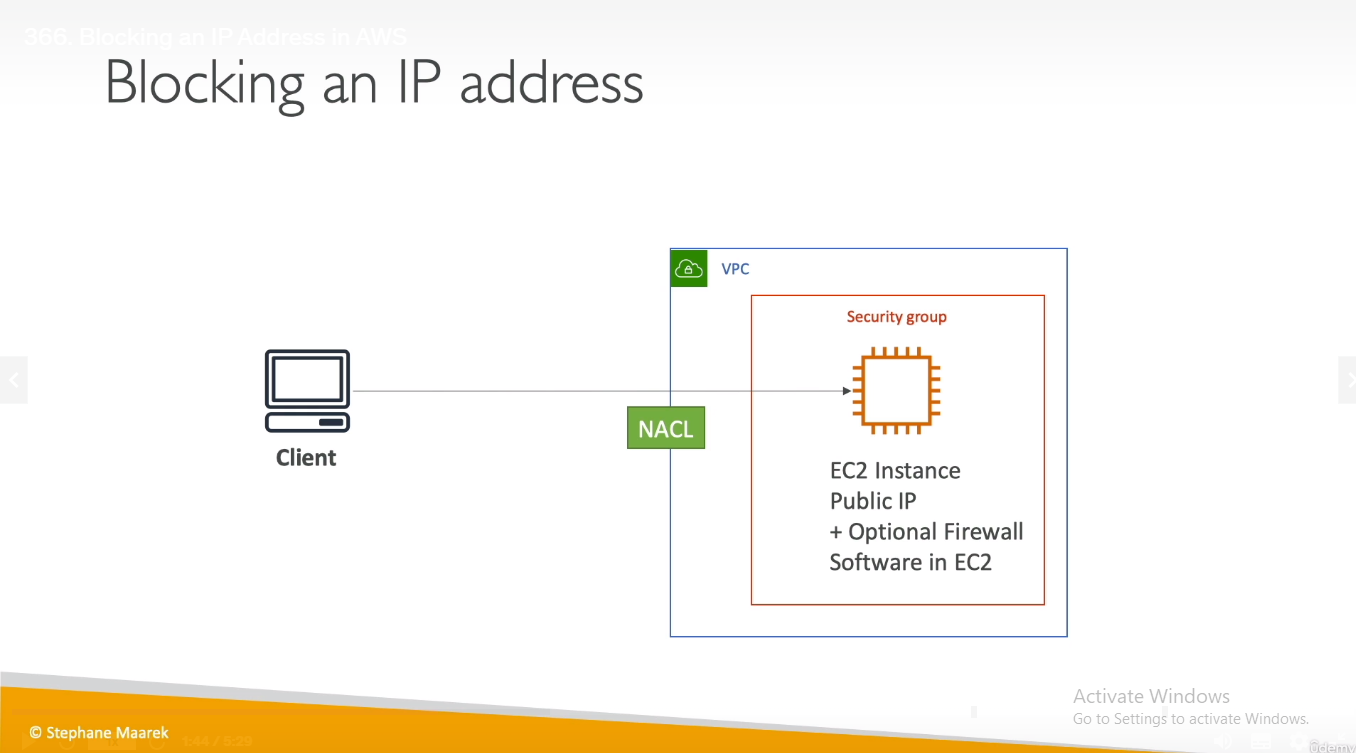 366. Blocking an IP Address in AWS
Blocking an IP address
VPC
Security group
NACL
Client
EC2 Instance
Public IP
+ Optional Firewall
Software in EC2
Activate Windows
Go to Settings to activate Windows.
© Stephane Maarek
1:44 / 5:29
ûdemy